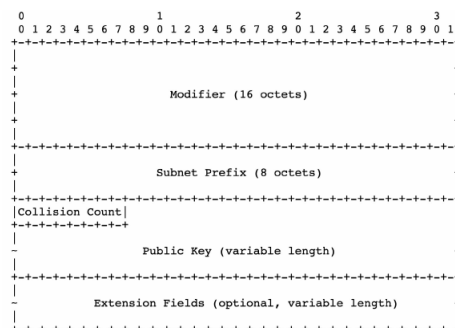 0 1 2 3
0 1 2 3 4 5 6 7 8 9 0 1 2 3 4 5 6 7 8 9 0 1 2 3 4 5 6 7 8 9 0 1
Modifier (16 octets)
Subnet Prefix (8 octets)
Collision Count
Public Key (variable length)
Extension Fields (optional, variable length)